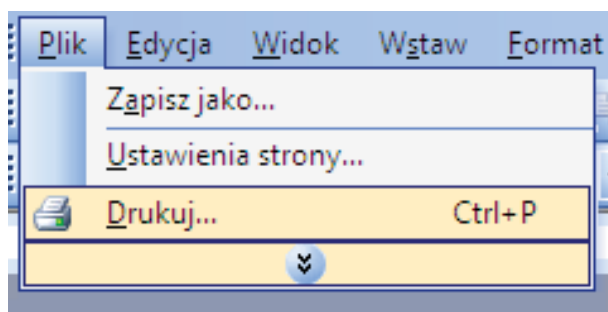 Plik Edycja Widok Wstaw Format
Zapisz jako...
Ustawienia strony...
Drukuj... Ctrl+P